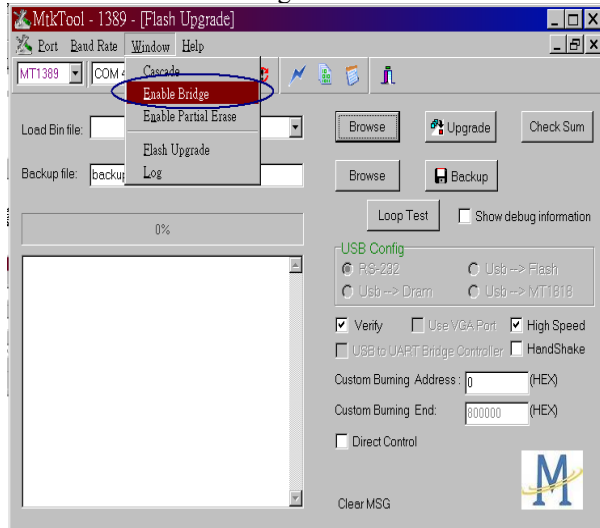 MtkTool - 1389 - [Flash Upgrade]
Port Baud Rate Window Help
MT1389 COM 4
Cascade
Enable Bridge
Enable Partial Erase
Flash Upgrade
Log
Load Bin file: Browse Upgrade Check Sum
Backup file: backup Browse Backup
Loop Test Show debug information
0%
USB Config
RS-232 Usb --> Flash
Usb --> Dram Usb --> MT1818
Verify Use VGA Port High Speed
USB to UART Bridge Controller HandShake
Custom Burning Address : 0 (HEX)
Custom Burning End: 800000 (HEX)
Direct Control
M
Clear MSG